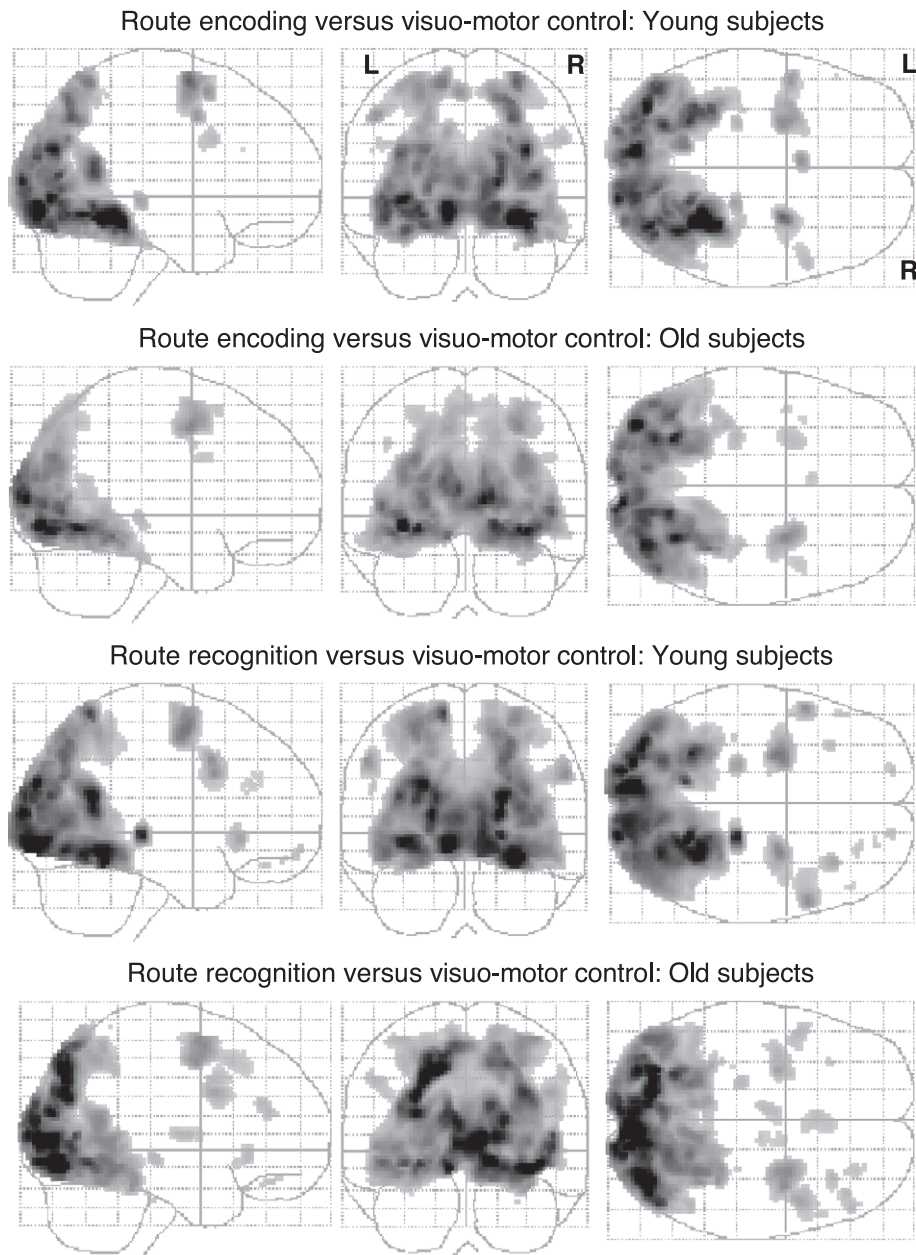 Route encoding versus visuo-motor control: Young subjects
L R L
R
Route encoding versus visuo-motor control: Old subjects
Route recognition versus visuo-motor control: Young subjects
Route recognition versus visuo-motor control: Old subjects